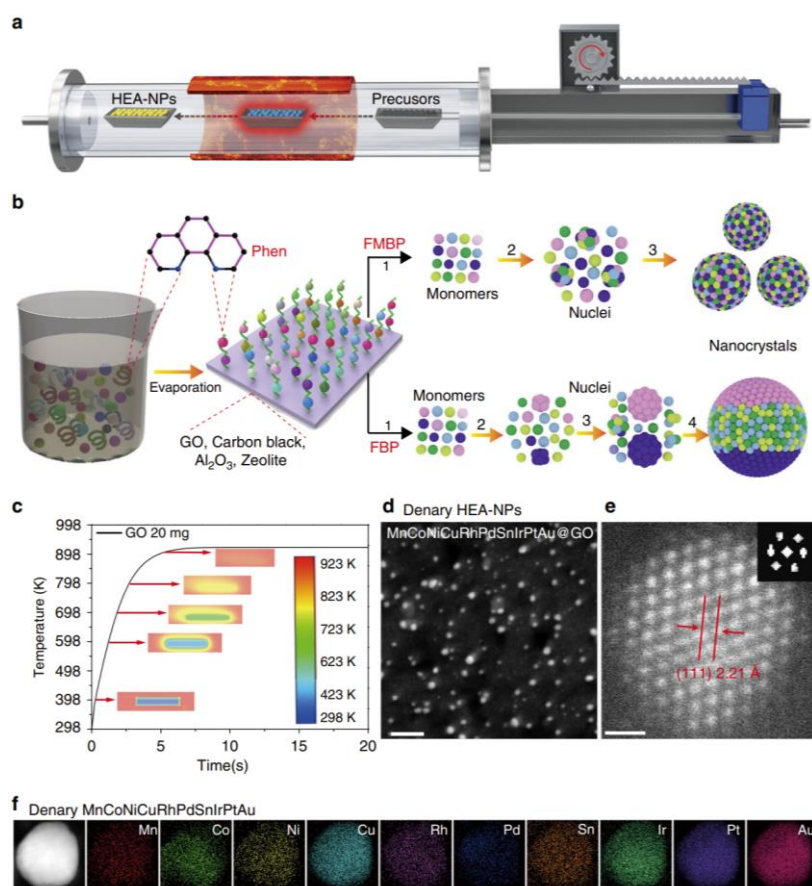 a
HEA-NPs
Precusors
b
Phen
FMBP
1
2
3
Monomers
Nuclei
Nanocrystals
Evaporation
GO, Carbon black,
Al2O3, Zeolite
Monomers
Nuclei
1
2
3
4
FBP
c
GO 20 mg
Temperature (K)
998
898
798
698
598
498
398
298
923 K
823 K
623 K
423 K
298 K
0
5
10
15
20
Time(s)
d
Denary HEA-NPs
MnCoNiCuRhPdSnIrPtAu@GO
e
(111) 2.21 Å
f
Denary MnCoNiCuRhPdSnIrPtAu
Mn
Co
Ni
Cu
Rh
Pd
Sn
Ir
Pt
Au